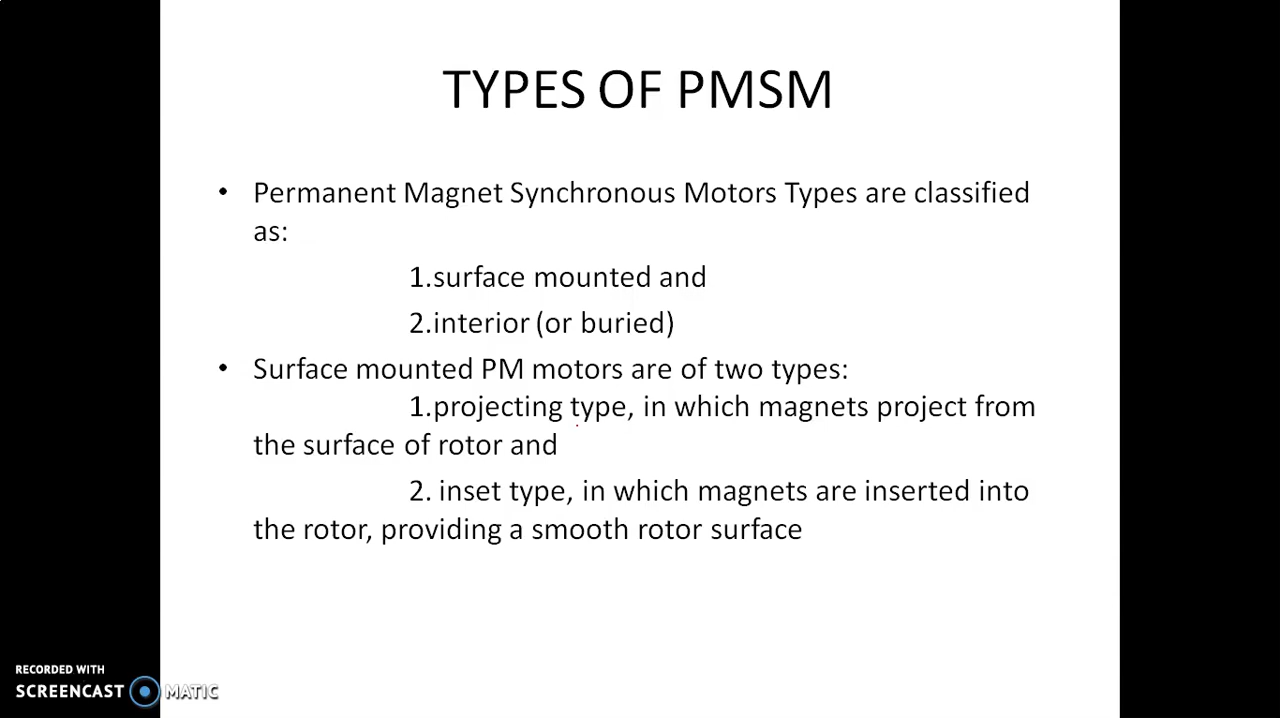 TYPES OF PMSM
• Permanent Magnet Synchronous Motors Types are classified
as:
1.surface mounted and
2.interior (or buried)
• Surface mounted PM motors are of two types:
1.projecting type, in which magnets project from
the surface of rotor and
2. inset type, in which magnets are inserted into
the rotor, providing a smooth rotor surface
RECORDED WITH
SCREENCAST MATIC